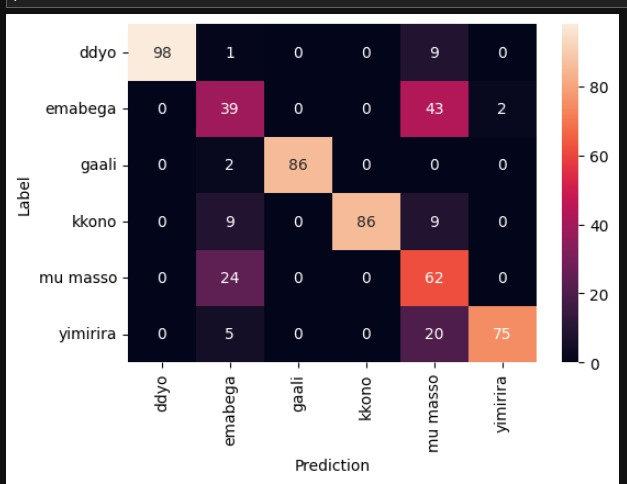 ddyo 98 1 0 0 9 0
emabega 0 39 0 0 43 2
gaali 0 2 86 0 0 0
kkono 0 9 0 86 9 0
mu masso 0 24 0 0 62 0
yimirira 0 5 0 0 20 75
Label
ddyo emabega gaali kkono mu masso yimirira
Prediction
80
60
40
20
0